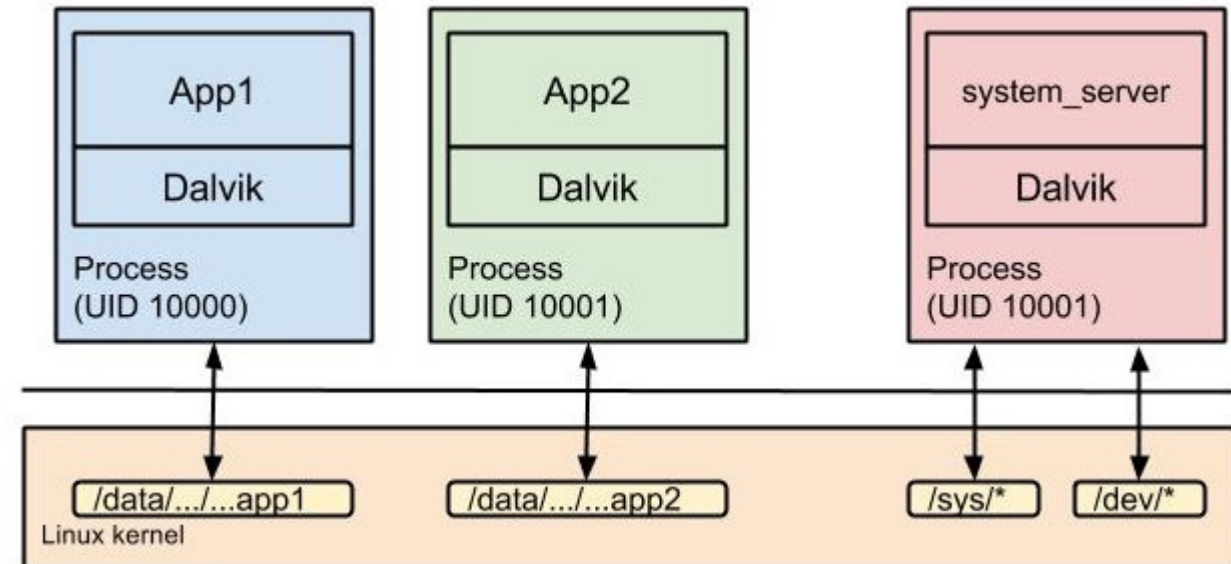 App1
Dalvik
Process
(UID 10000)
App2
Dalvik
Process
(UID 10001)
system_server
Dalvik
Process
(UID 10001)
/data/.../...app1
/data/.../...app2
/sys/*
/dev/*
Linux kernel